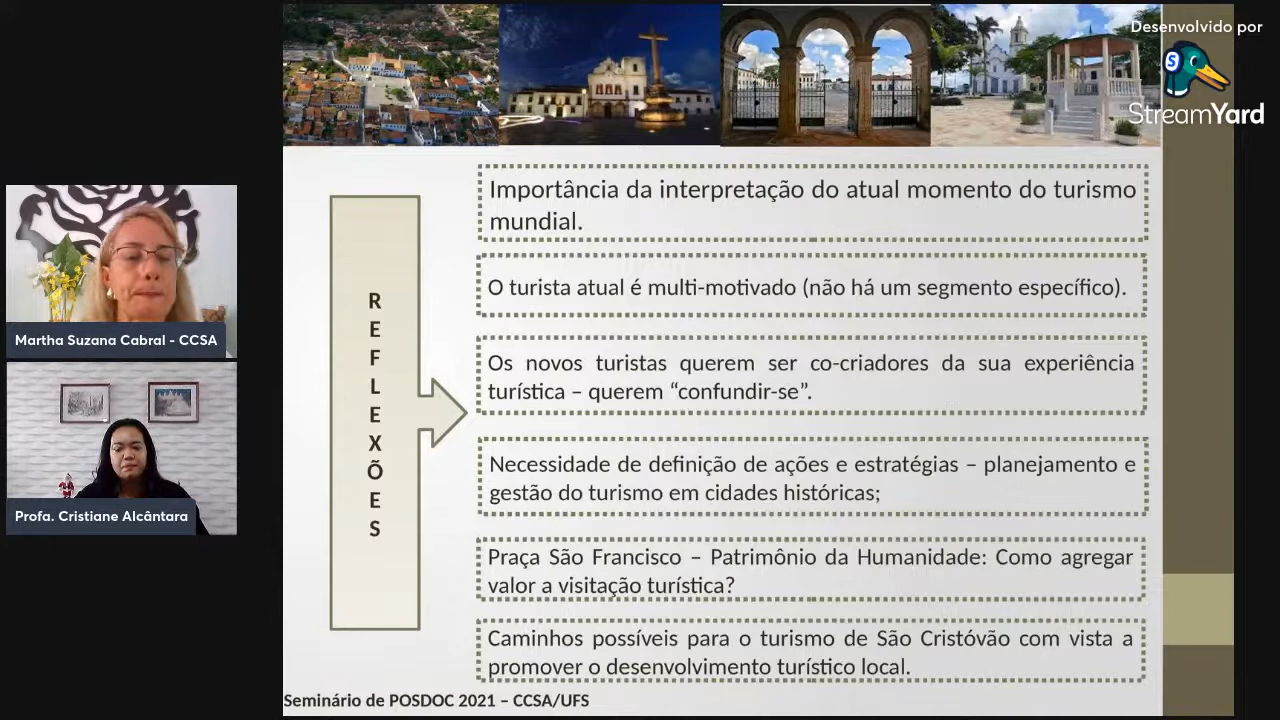 Desenvolvido por
StreamYard
Importância da interpretação do atual momento do turismo
mundial.
O turista atual é multi-motivado (não há um segmento específico).
Os novos turistas querem ser co-criadores da sua experiência
turística – querem “confundir-se”.
Necessidade de definição de ações e estratégias – planejamento e
gestão do turismo em cidades históricas;
Praça São Francisco – Patrimônio da Humanidade: Como agregar
valor a visitação turística?
Caminhos possíveis para o turismo de São Cristóvão com vista a
promover o desenvolvimento turístico local.
R
E
F
L
E
X
Õ
E
S
Martha Suzana Cabral - CCSA
Profa. Cristiane Alcântara
Seminário de POSDOC 2021 – CCSA/UFS